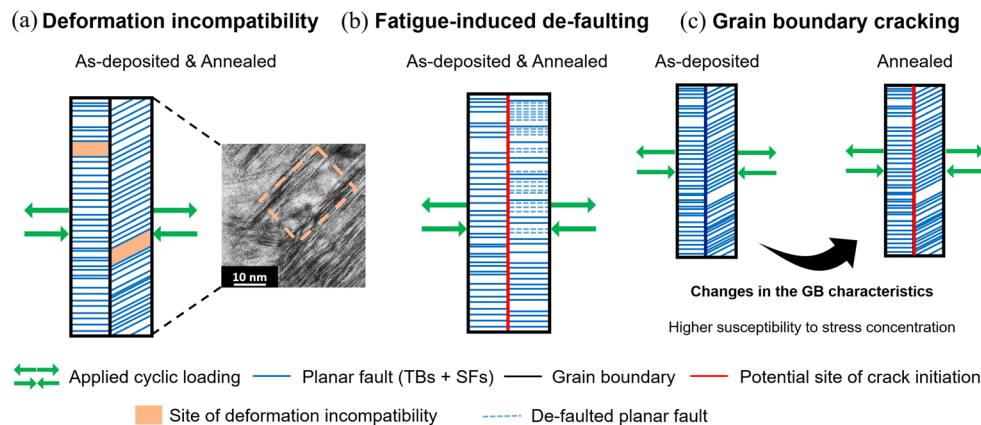 (a) Deformation incompatibility
As-deposited & Annealed
10 nm
(b) Fatigue-induced de-faulting
As-deposited & Annealed
(c) Grain boundary cracking
As-deposited
Annealed
Changes in the GB characteristics
Higher susceptibility to stress concentration
Applied cyclic loading
Planar fault (TBs + SFs)
Grain boundary
Potential site of crack initiation
Site of deformation incompatibility
De-faulted planar fault